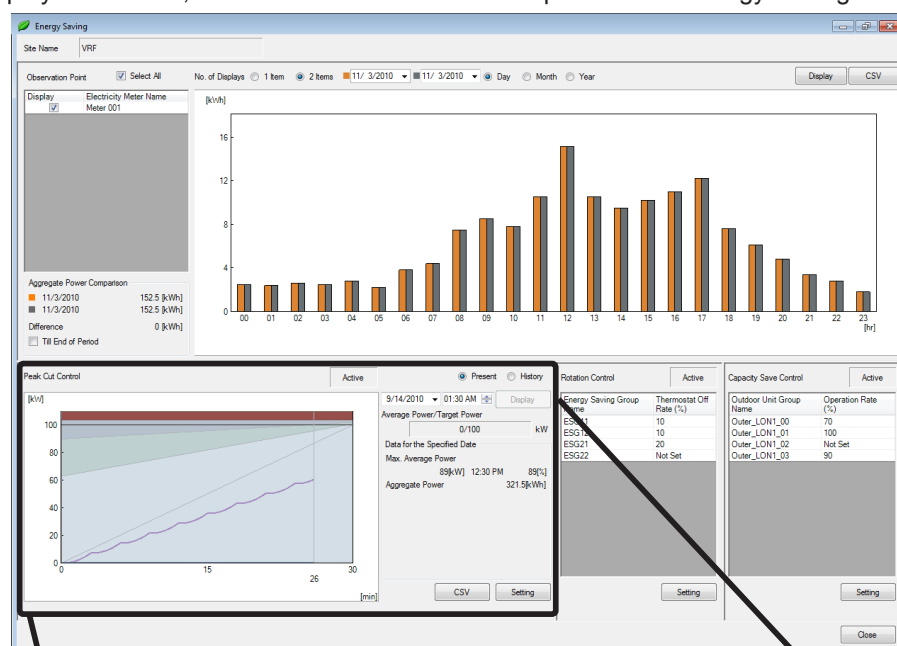 Energy Saving
Site Name VRF
Observation Point Select All No. of Displays 1 Item 2 Items 11/ 3/2010 11/ 3/2010 Day Month Year Display CSV
Display Electricity Meter Name
Meter 001
[kWh]
16
12
8
4
0
00 01 02 03 04 05 06 07 08 09 10 11 12 13 14 15 16 17 18 19 20 21 22 23
[hr]
Aggregate Power Comparison
11/3/2010 152.5 [kWh]
11/3/2010 152.5 [kWh]
Difference 0 [kWh]
Till End of Period
Peak Cut Control Active Present History
[kW]
100
80
60
40
20
0
0 15 26 30
[min]
9/14/2010 01:30 AM Display
Average Power/Target Power
0/100 kW
Data for the Specified Date
Max. Average Power
89[kW] 12:30 PM 89[%]
Aggregate Power 321.5[kWh]
CSV Setting
Rotation Control Active
Energy Saving Group Name Thermostat Off Rate (%)
10
ESG12 10
ESG21 20
ESG22 Not Set
Setting
Capacity Save Control Active
Outdoor Unit Group Name Operation Rate (%)
Outer_LON1_00 70
Outer_LON1_01 100
Outer_LON1_02 Not Set
Outer_LON1_03 90
Setting
Close